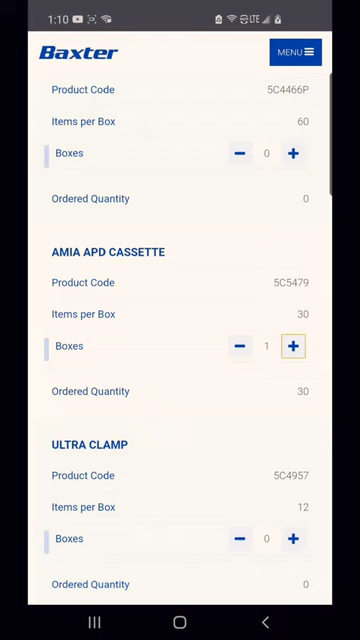 1:10
LTE
Baxter
MENU
Product Code 5C4466P
Items per Box 60
Boxes 0
Ordered Quantity 0
AMIA APD CASSETTE
Product Code 5C5479
Items per Box 30
Boxes 1
Ordered Quantity 30
ULTRA CLAMP
Product Code 5C4957
Items per Box 12
Boxes 0
Ordered Quantity 0